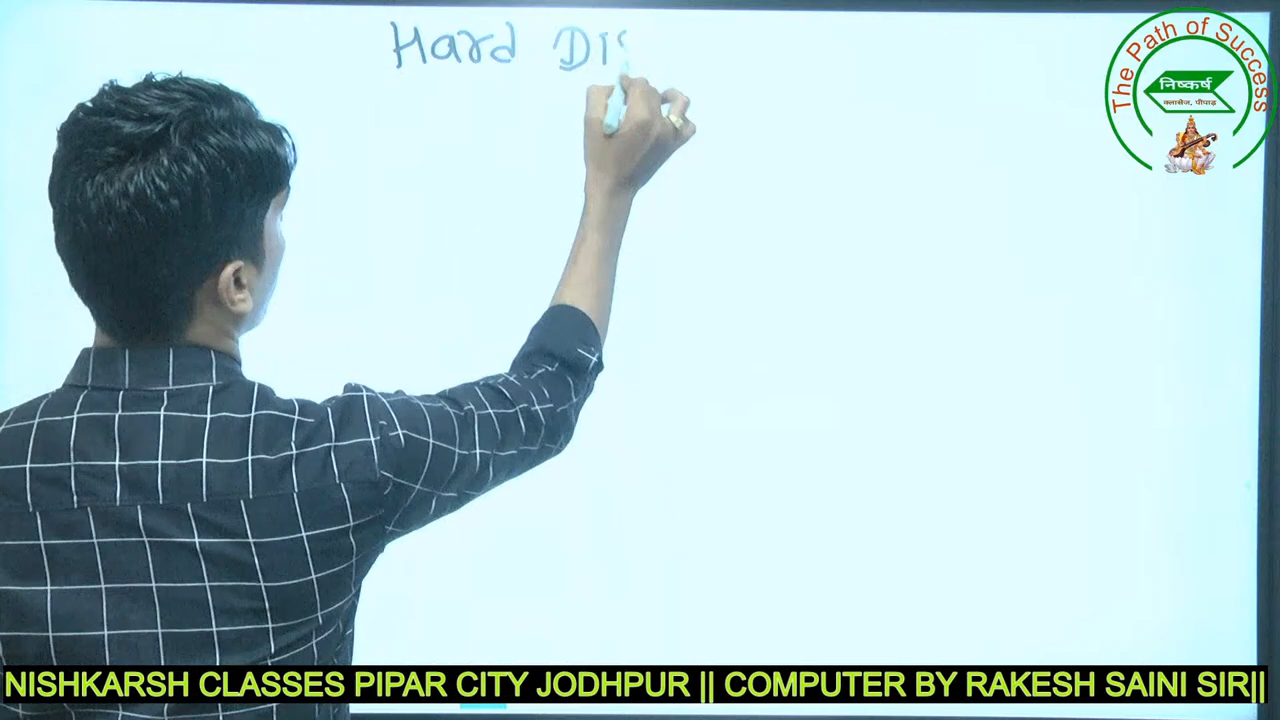 Hard Dis
The Path of Success
निष्कर्ष
क्लासेज, पीपाड़
NISHKARSH CLASSES PIPAR CITY JODHPUR || COMPUTER BY RAKESH SAINI SIR||